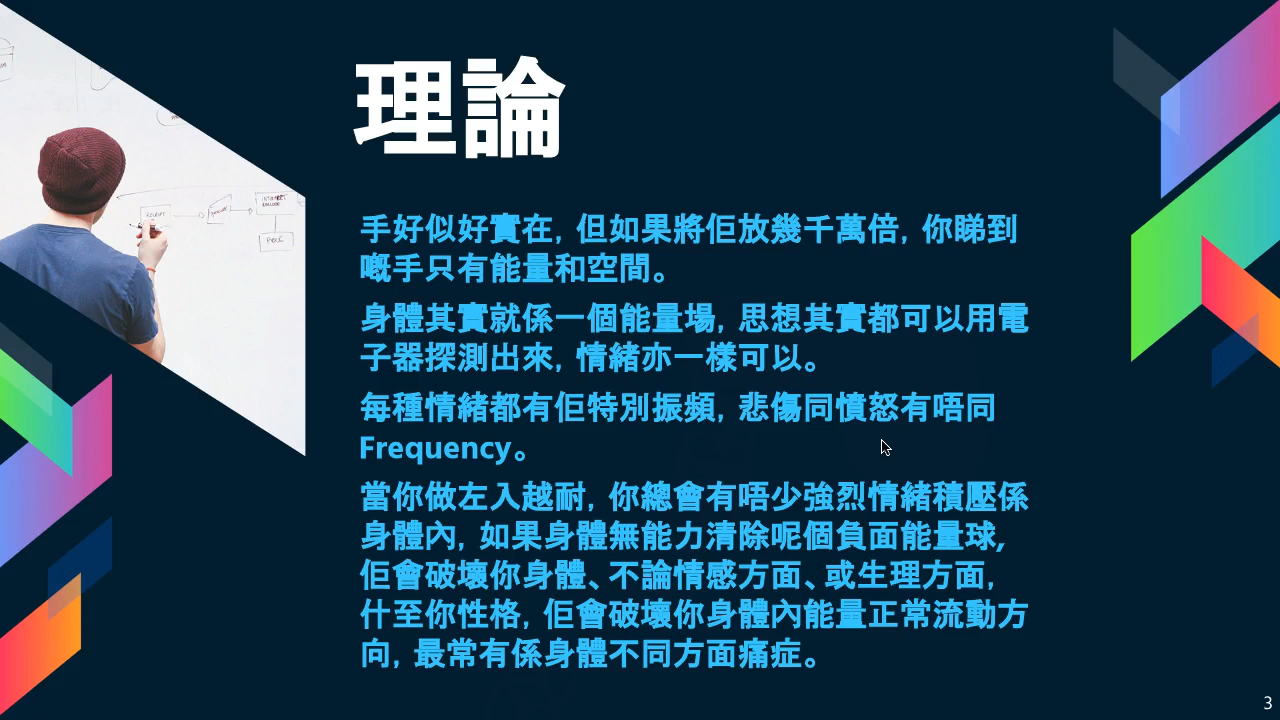 理論
手好似好實在, 但如果將佢放幾千萬倍, 你睇到
嘅手只有能量和空間。
身體其實就係一個能量場, 思想其實都可以用電
子器探測出來, 情緒亦一樣可以。
每種情緒都有佢特別振頻, 悲傷同憤怒有唔同
Frequency。
當你做左入越耐, 你總會有唔少強烈情緒積壓係
身體內, 如果身體無能力清除呢個負面能量球,
佢會破壞你身體、不論情感方面、或生理方面,
什至你性格, 佢會破壞你身體內能量正常流動方
向, 最常有係身體不同方面痛症。
RECEIPT
INTERNET
PROC
3